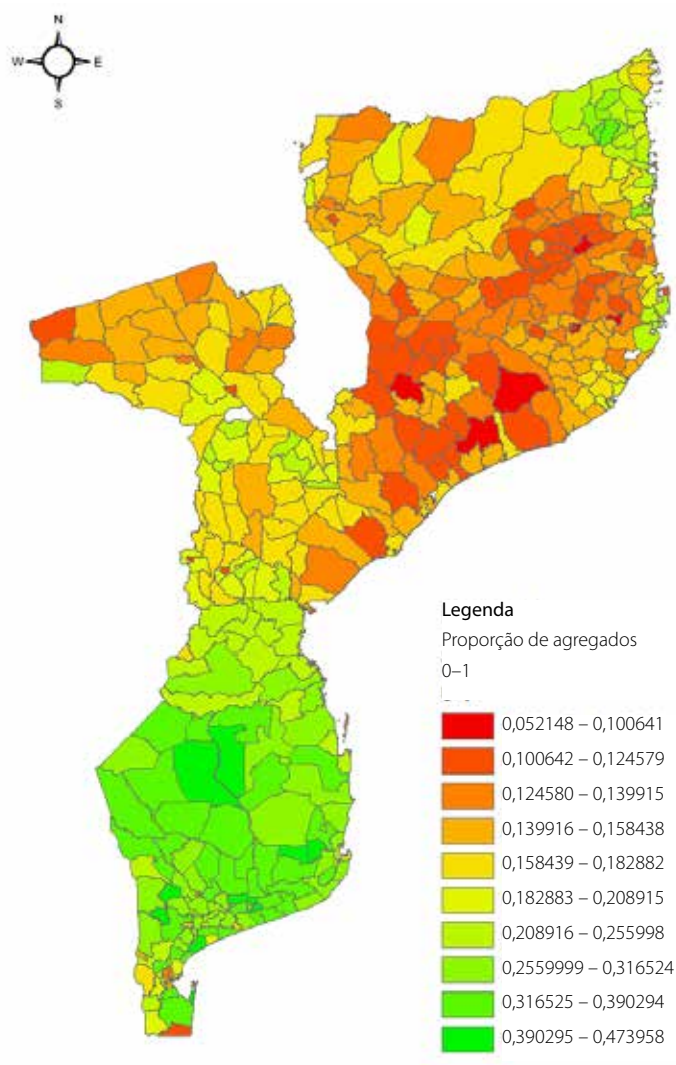 N
W E
S
Legenda
Proporção de agregados
0–1
0,052148 – 0,100641
0,100642 – 0,124579
0,124580 – 0,139915
0,139916 – 0,158438
0,158439 – 0,182882
0,182883 – 0,208915
0,208916 – 0,255998
0,2559999 – 0,316524
0,316525 – 0,390294
0,390295 – 0,473958